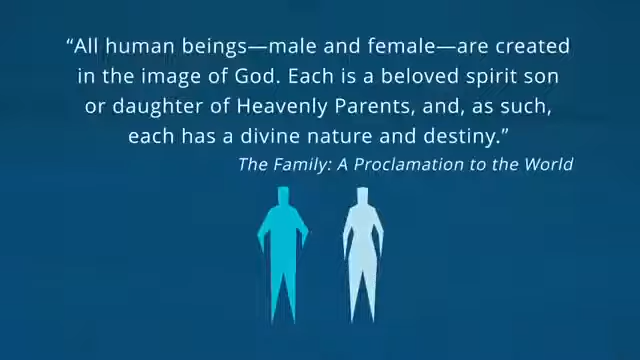 “All human beings—male and female—are created
in the image of God. Each is a beloved spirit son
or daughter of Heavenly Parents, and, as such,
each has a divine nature and destiny.”
The Family: A Proclamation to the World